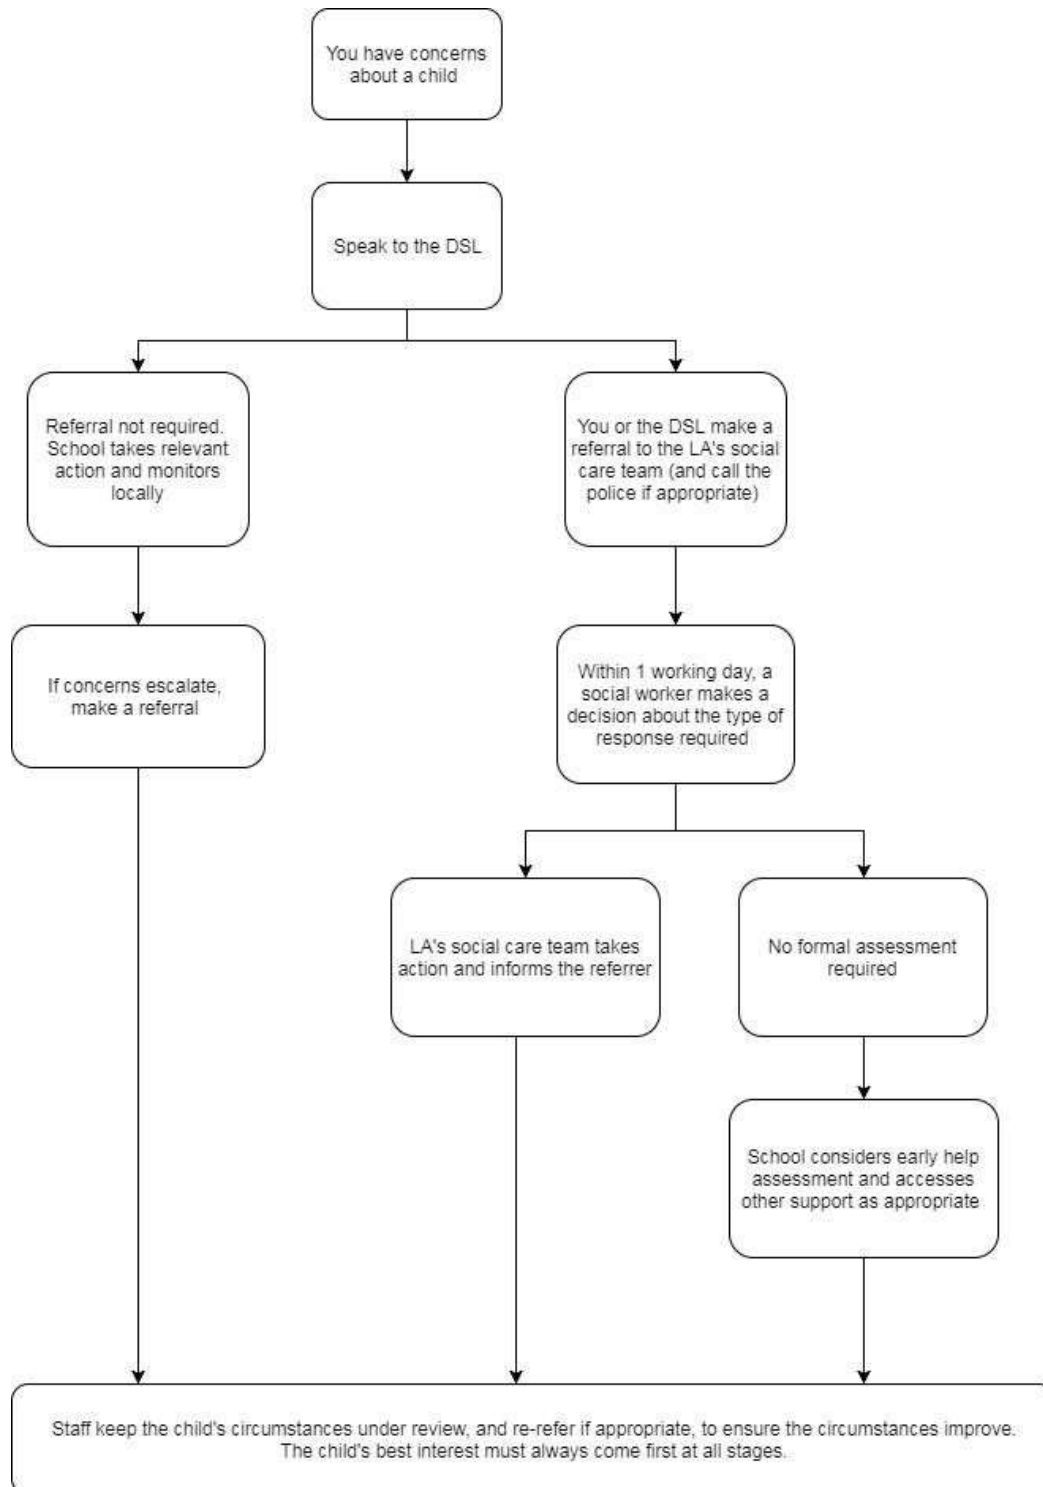 You have concerns
about a child
Speak to the DSL
Referral not required.
School takes relevant
action and monitors
locally
You or the DSL make a
referral to the LA's social
care team (and call the
police if appropriate)
If concerns escalate,
make a referral
Within 1 working day, a
social worker makes a
decision about the type of
response required
LA's social care team takes
action and informs the referrer
No formal assessment
required
School considers early help
assessment and accesses
other support as appropriate
Staff keep the child's circumstances under review, and re-refer if appropriate, to ensure the circumstances improve.
The child's best interest must always come first at all stages.